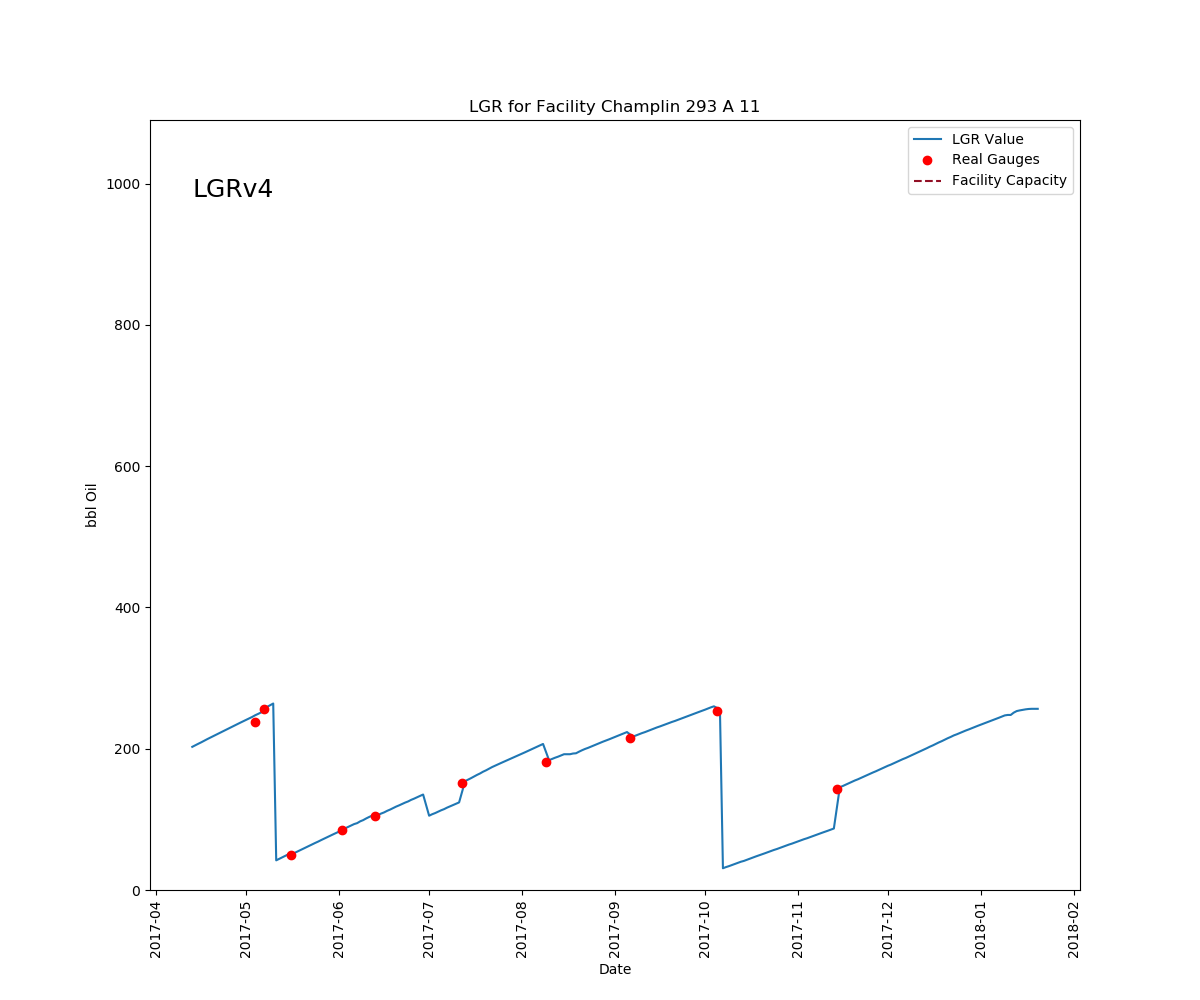 LGR for Facility Champlin 293 A 11
LGRv4
LGR Value
Real Gauges
Facility Capacity
bbl Oil
1000
800
600
400
200
0
2017-04
2017-05
2017-06
2017-07
2017-08
2017-09
2017-10
2017-11
2017-12
2018-01
2018-02
Date